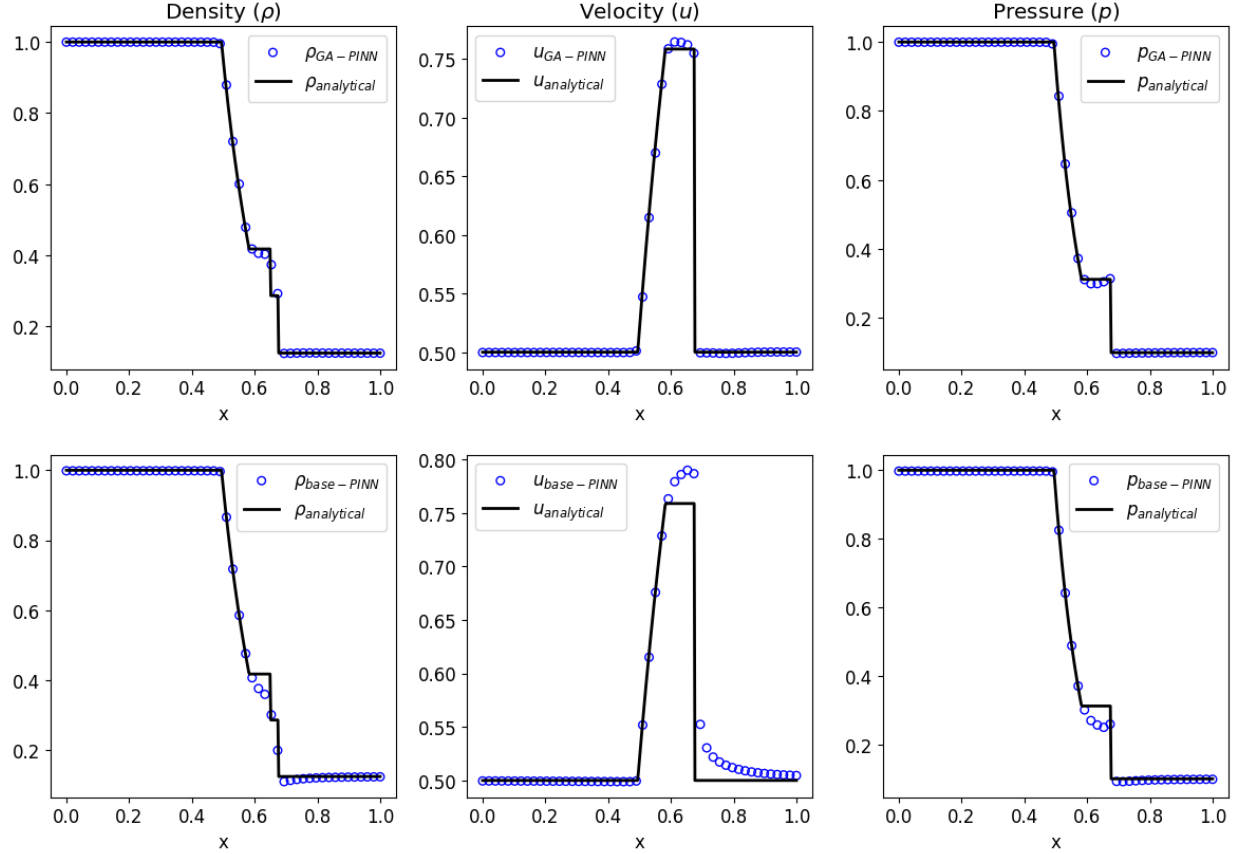 Density (ρ)
1.0
0.8
0.6
0.4
0.2
0.0 0.2 0.4 0.6 0.8 1.0
x
ρGA−PINN
ρanalytical
Velocity (u)
0.75
0.70
0.65
0.60
0.55
0.50
0.0 0.2 0.4 0.6 0.8 1.0
x
uGA−PINN
uanalytical
Pressure (p)
1.0
0.8
0.6
0.4
0.2
0.0 0.2 0.4 0.6 0.8 1.0
x
pGA−PINN
panalytical
1.0
0.8
0.6
0.4
0.2
0.0 0.2 0.4 0.6 0.8 1.0
x
ρbase−PINN
ρanalytical
0.80
0.75
0.70
0.65
0.60
0.55
0.50
0.0 0.2 0.4 0.6 0.8 1.0
x
ubase−PINN
uanalytical
1.0
0.8
0.6
0.4
0.2
0.0 0.2 0.4 0.6 0.8 1.0
x
pbase−PINN
panalytical